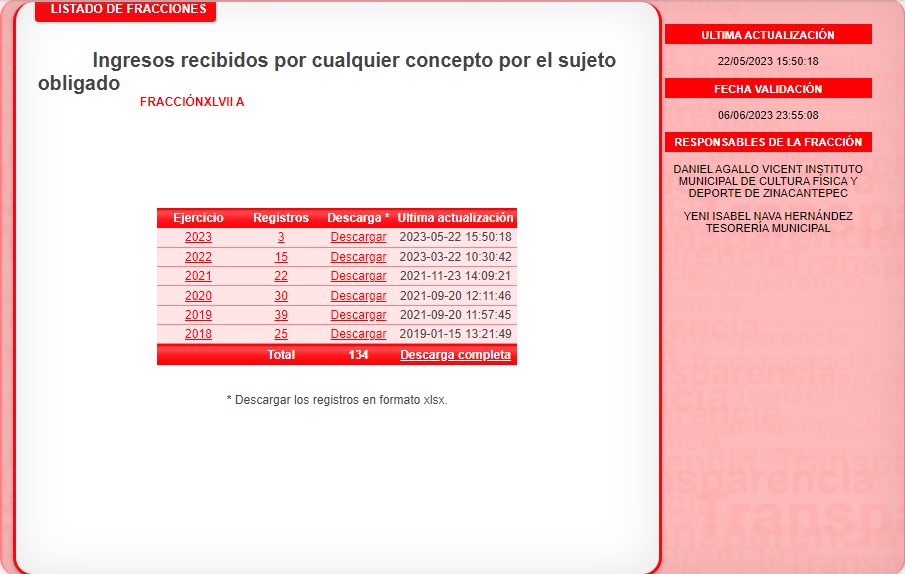 LISTADO DE FRACCIONES
Ingresos recibidos por cualquier concepto por el sujeto
obligado
FRACCIÓNXLVII A
Ejercicio Registros Descarga * Ultima actualización
2023 3 Descargar 2023-05-22 15:50:18
2022 15 Descargar 2023-03-22 10:30:42
2021 22 Descargar 2021-11-23 14:09:21
2020 30 Descargar 2021-09-20 12:11:46
2019 39 Descargar 2021-09-20 11:57:45
2018 25 Descargar 2019-01-15 13:21:49
Total 134 Descarga completa
* Descargar los registros en formato xlsx.
ULTIMA ACTUALIZACIÓN
22/05/2023 15:50:18
FECHA VALIDACIÓN
06/06/2023 23:55:08
RESPONSABLES DE LA FRACCIÓN
DANIEL AGALLO VICENT INSTITUTO
MUNICIPAL DE CULTURA FÍSICA Y
DEPORTE DE ZINACANTEPEC
YENI ISABEL NAVA HERNÁNDEZ
TESORERÍA MUNICIPAL
sparencia
Transp